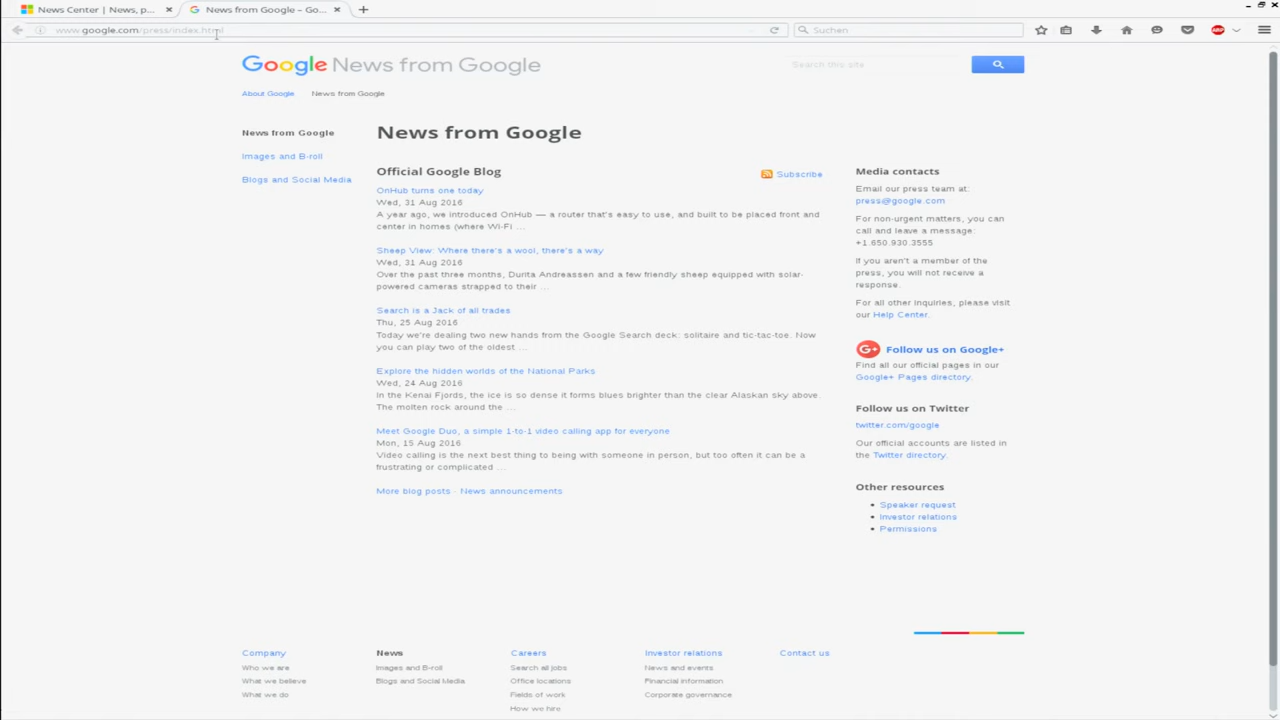 News Center | News, p...
News from Google – Go...
www.google.com/press/index.html
Suchen
Google News from Google
Search this site
About Google
News from Google
News from Google
Images and B-roll
Blogs and Social Media
News from Google
Official Google Blog
Subscribe
OnHub turns one today
Wed, 31 Aug 2016
A year ago, we introduced OnHub — a router that's easy to use, and built to be placed front and
center in homes (where Wi-Fi ...
Sheep View: Where there's a wool, there's a way
Wed, 31 Aug 2016
Over the past three months, Durita Andreassen and a few friendly sheep equipped with solar-
powered cameras strapped to their ...
Search is a Jack of all trades
Thu, 25 Aug 2016
Today we're dealing two new hands from the Google Search deck: solitaire and tic-tac-toe. Now
you can play two of the oldest ...
Explore the hidden worlds of the National Parks
Wed, 24 Aug 2016
In the Kenai Fjords, the ice is so dense it forms blues brighter than the clear Alaskan sky above.
The molten rock around the ...
Meet Google Duo, a simple 1-to-1 video calling app for everyone
Mon, 15 Aug 2016
Video calling is the next best thing to being with someone in person, but too often it can be a
frustrating or complicated ...
More blog posts - News announcements
Media contacts
Email our press team at:
press@google.com
For non-urgent matters, you can
call and leave a message:
+1.650.930.3555
If you aren't a member of the
press, you will not receive a
response.
For all other inquiries, please visit
our Help Center.
G+ Follow us on Google+
Find all our official pages in our
Google+ Pages directory.
Follow us on Twitter
twitter.com/google
Our official accounts are listed in
the Twitter directory.
Other resources
• Speaker request
• Investor relations
• Permissions
Company
Who we are
What we believe
What we do
News
Images and B-roll
Blogs and Social Media
Careers
Search all jobs
Office locations
Fields of work
How we hire
Investor relations
News and events
Financial information
Corporate governance
Contact us